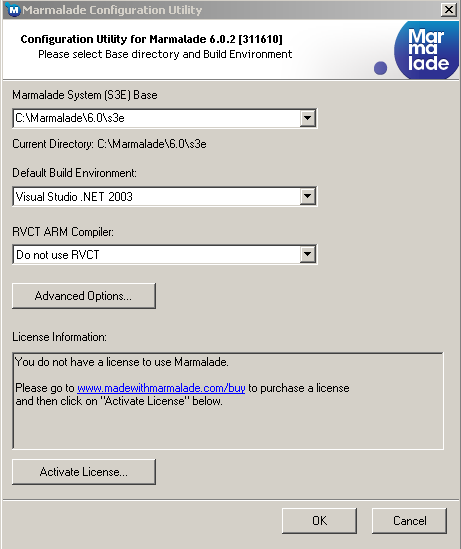 Marmalade Configuration Utility
Configuration Utility for Marmalade 6.0.2 [311610]
Please select Base directory and Build Environment
Mar
ma
lade
Marmalade System (S3E) Base
C:\Marmalade\6.0\s3e
Current Directory: C:\Marmalade\6.0\s3e
Default Build Environment:
Visual Studio .NET 2003
RVCT ARM Compiler:
Do not use RVCT
Advanced Options...
License Information:
You do not have a license to use Marmalade.
Please go to www.madewithmarmalade.com/buy to purchase a license
and then click on "Activate License" below.
Activate License...
OK
Cancel